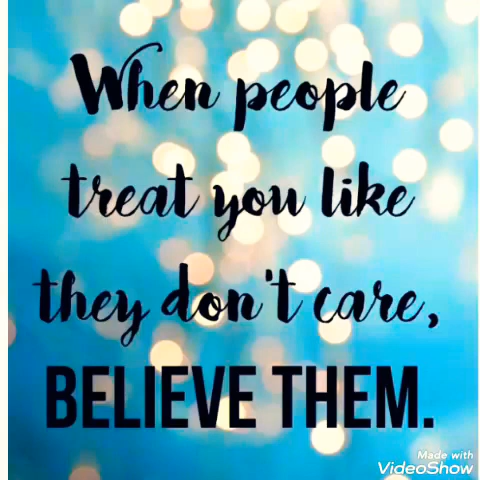 When people
treat you like
they don't care,
BELIEVE THEM.
Made with
VideoShow